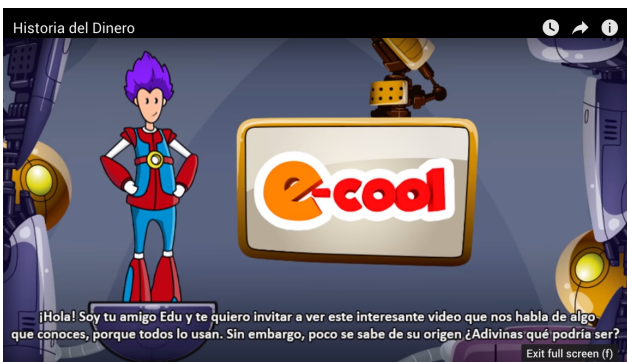 Historia del Dinero
e-cool
¡Hola! Soy tu amigo Edu y te quiero invitar a ver este interesante video que nos habla de algo
que conoces, porque todos lo usan. Sin embargo, poco se sabe de su origen ¿Adivinas qué podría ser?
Exit full screen (f)